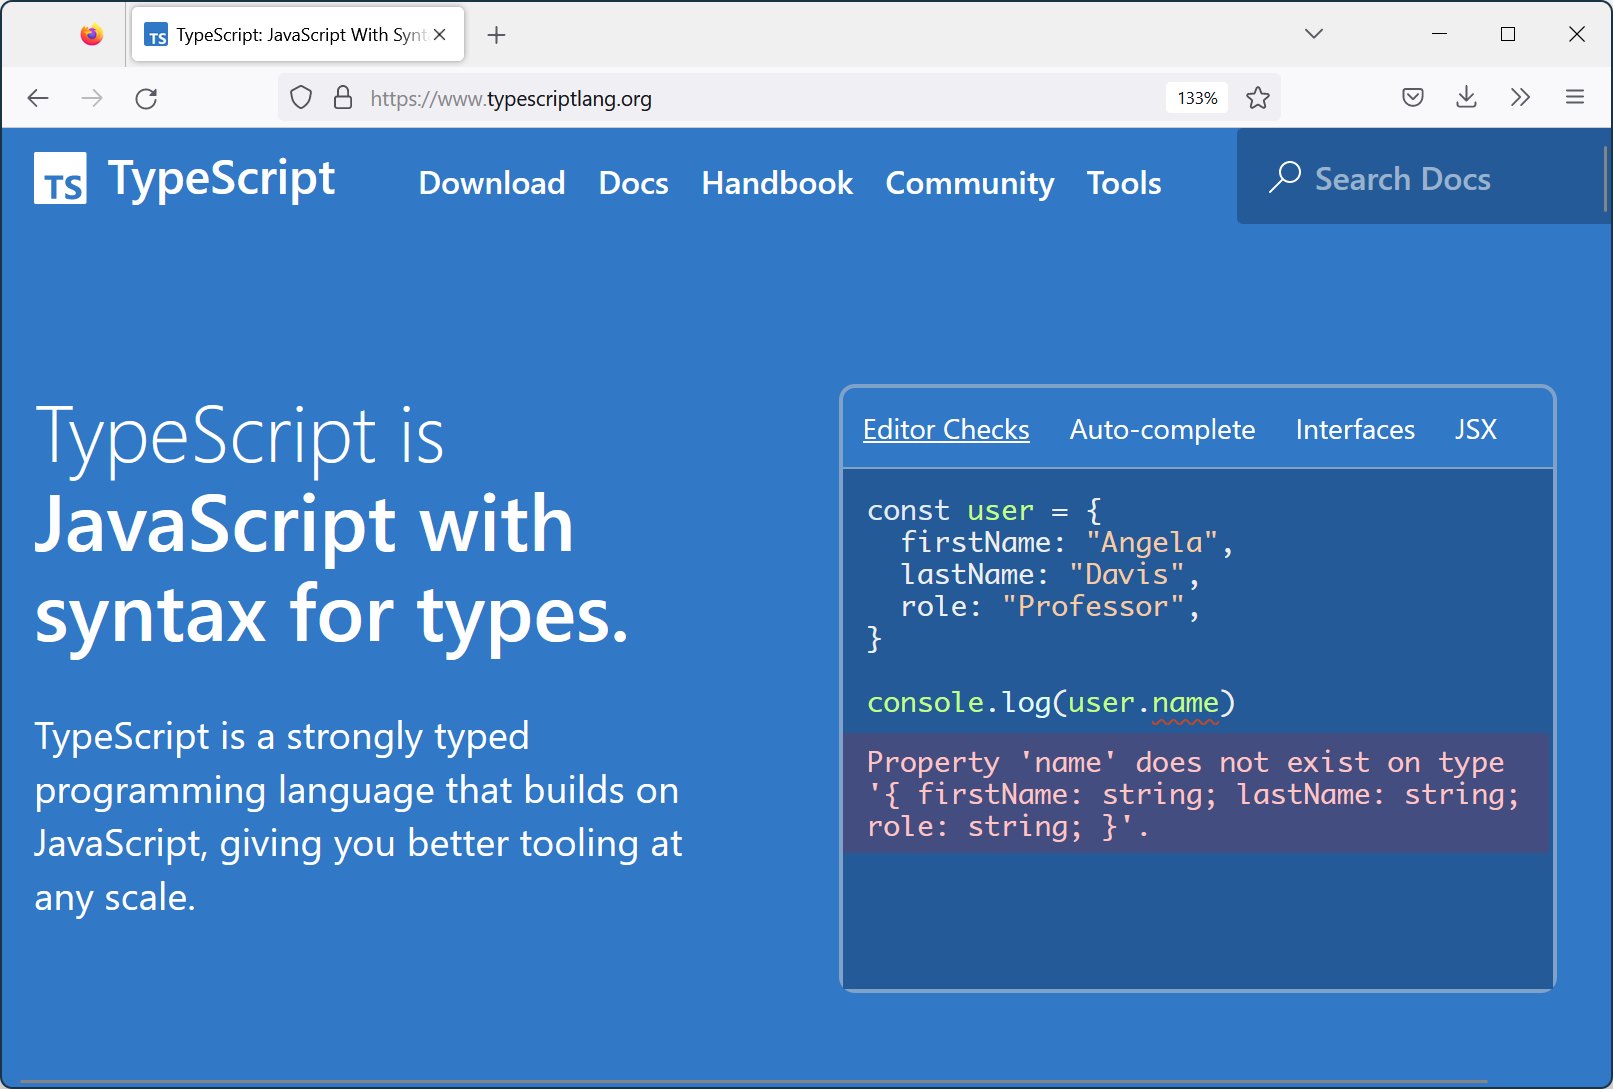 TS TypeScript: JavaScript With Synt
https://www.typescriptlang.org 133%
TS TypeScript Download Docs Handbook Community Tools Search Docs
TypeScript is
JavaScript with
syntax for types.
TypeScript is a strongly typed
programming language that builds on
JavaScript, giving you better tooling at
any scale.
Editor Checks Auto-complete Interfaces JSX
const user = {
  firstName: "Angela",
  lastName: "Davis",
  role: "Professor",
}
console.log(user.name)
Property 'name' does not exist on type
'{ firstName: string; lastName: string;
role: string; }'.